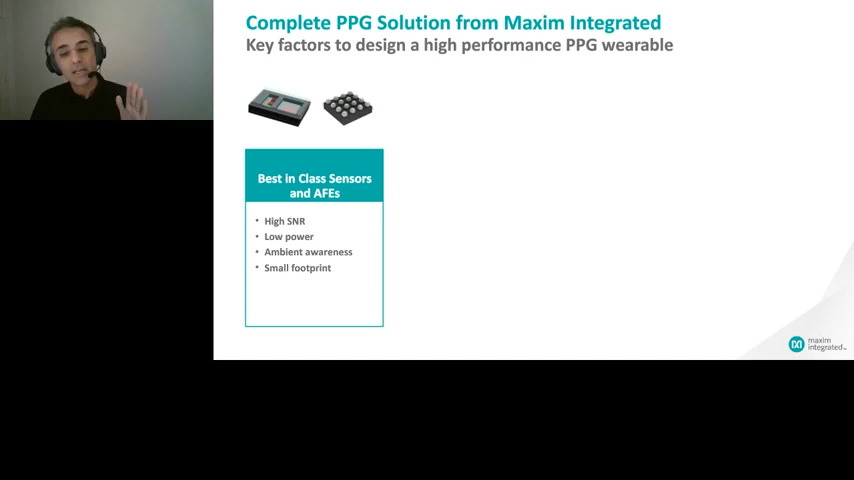 Complete PPG Solution from Maxim Integrated
Key factors to design a high performance PPG wearable
Best in Class Sensors
and AFEs
• High SNR
• Low power
• Ambient awareness
• Small footprint
maxim
integrated™